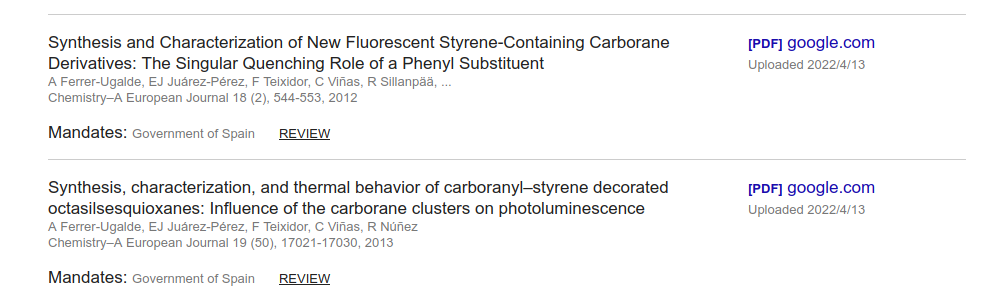 Synthesis and Characterization of New Fluorescent Styrene-Containing Carborane
Derivatives: The Singular Quenching Role of a Phenyl Substituent
A Ferrer-Ugalde, EJ Juárez-Pérez, F Teixidor, C Viñas, R Sillanpää, ...
Chemistry–A European Journal 18 (2), 544-553, 2012
Mandates: Government of Spain REVIEW
[PDF] google.com
Uploaded 2022/4/13
Synthesis, characterization, and thermal behavior of carboranyl–styrene decorated
octasilsesquioxanes: Influence of the carborane clusters on photoluminescence
A Ferrer-Ugalde, EJ Juárez-Pérez, F Teixidor, C Viñas, R Núñez
Chemistry–A European Journal 19 (50), 17021-17030, 2013
Mandates: Government of Spain REVIEW
[PDF] google.com
Uploaded 2022/4/13